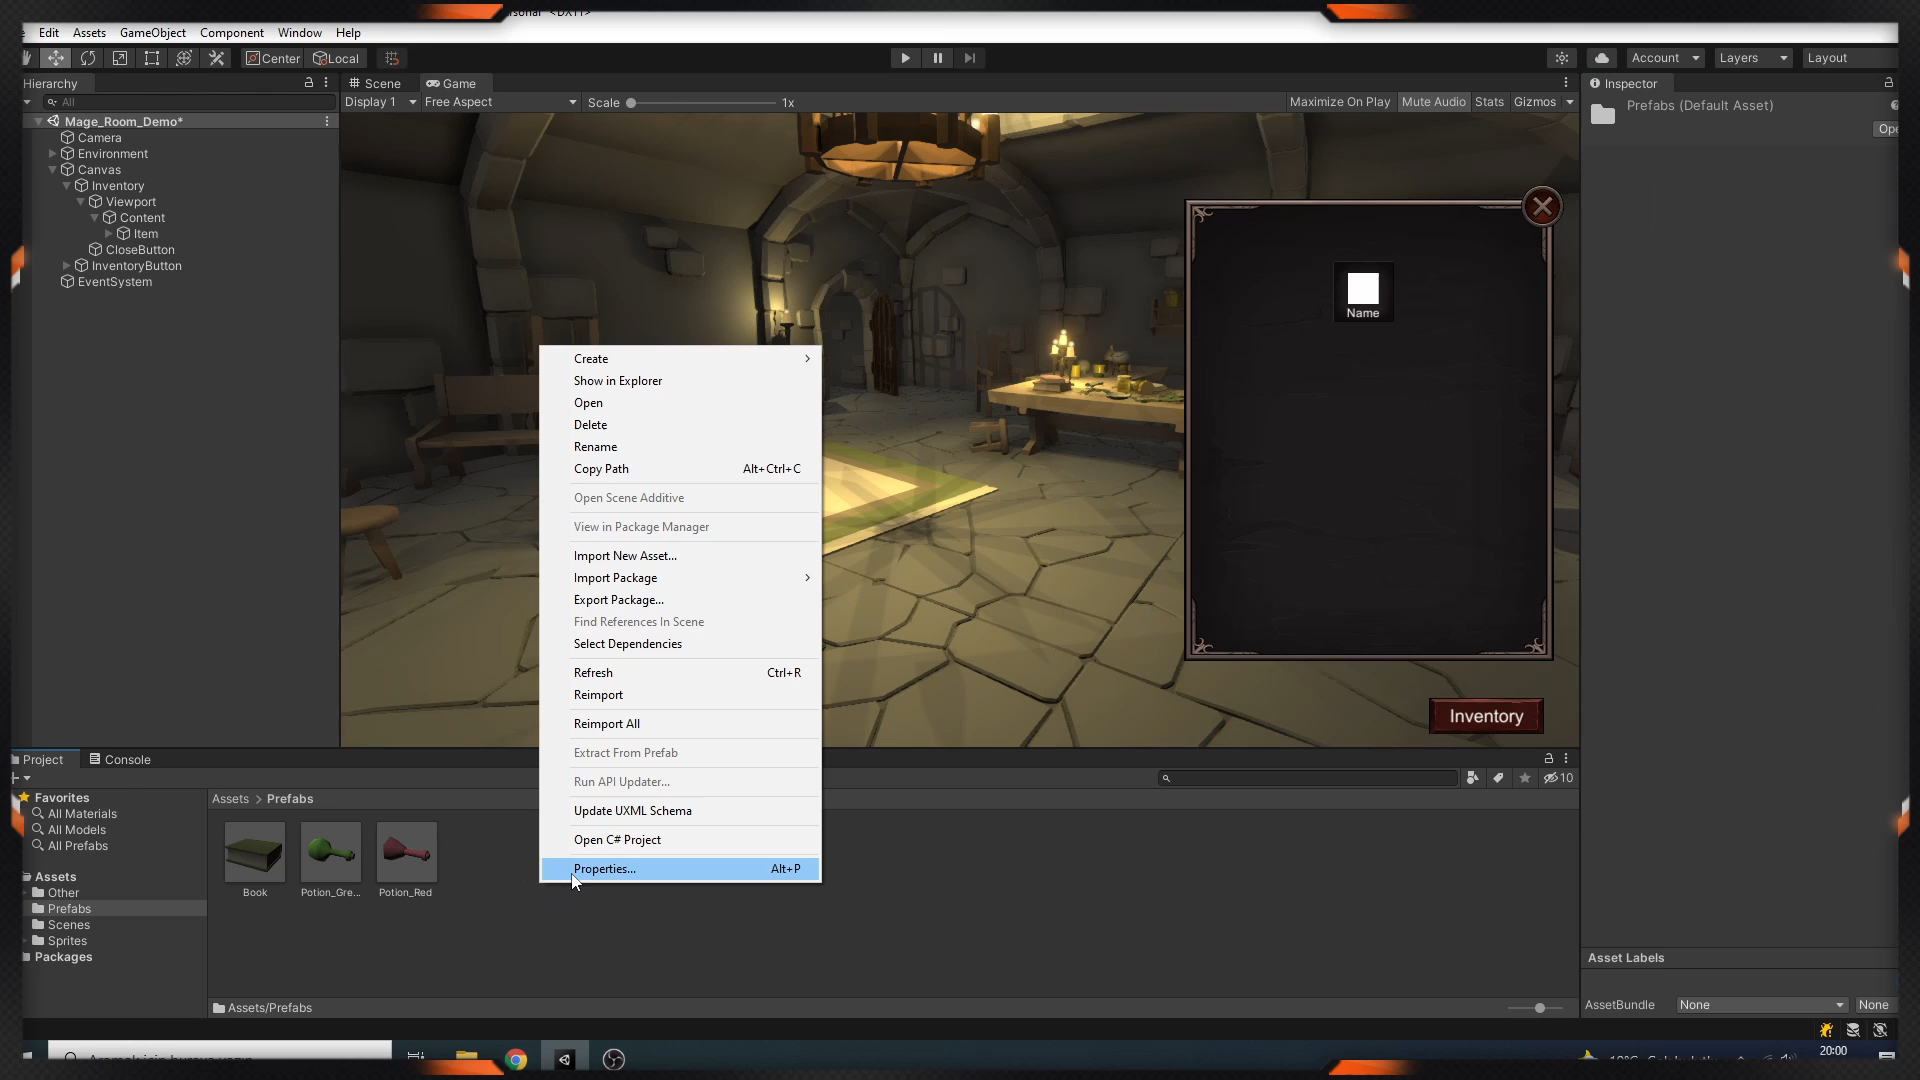 <DX11>
Edit Assets GameObject Component Window Help
Center Local
Account Layers Layout
Hierarchy
Scene Game
Inspector
All
Display 1 Free Aspect Scale 1x Maximize On Play Mute Audio Stats Gizmos
Prefabs (Default Asset)
Mage_Room_Demo*
Camera
Environment
Canvas
Inventory
Viewport
Content
Item
CloseButton
InventoryButton
EventSystem
Name
Inventory
Create
Show in Explorer
Open
Delete
Rename
Copy Path Alt+Ctrl+C
Open Scene Additive
View in Package Manager
Import New Asset...
Import Package
Export Package...
Find References In Scene
Select Dependencies
Refresh Ctrl+R
Reimport
Reimport All
Extract From Prefab
Run API Updater...
Update UXML Schema
Open C# Project
Properties... Alt+P
Project Console
10
Favorites
All Materials
All Models
All Prefabs
Assets
Other
Prefabs
Scenes
Sprites
Packages
Assets > Prefabs
Book Potion_Gre... Potion_Red
Assets/Prefabs
Asset Labels
AssetBundle None None
20:00